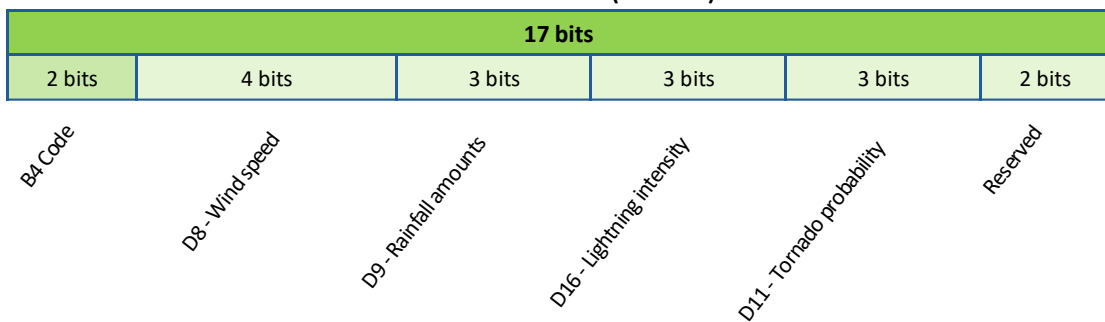 17 bits
2 bits 4 bits 3 bits 3 bits 3 bits 2 bits
B4 Code
D8 - Wind speed
D9 - Rainfall amounts
D16 - Lightning intensity
D11 - Tornado probability
Reserved